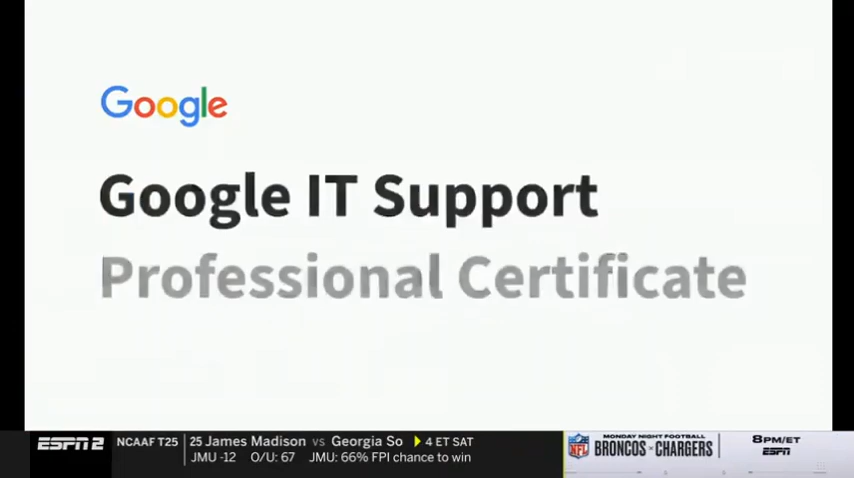 Google
Google IT Support
Professional Certificate
ESPN2
NCAAF T25
25 James Madison vs Georgia So 4 ET SAT
JMU -12 O/U: 67 JMU: 66% FPI chance to win
NFL
MONDAY NIGHT FOOTBALL
BRONCOS - CHARGERS
8PM/ET
ESPN